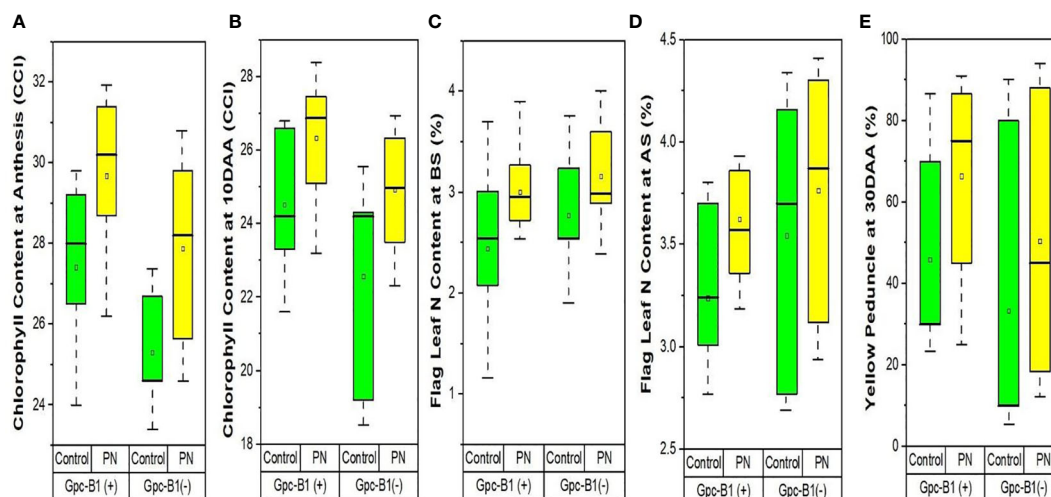 A
B
C
D
E
Chlorophyll Content at Anthesis (CCI)
32
30
28
26
24
Control PN Control PN
Gpc-B1 (+) Gpc-B1(-)
Chlorophyll Content at 10DAA (CCI)
28
26
24
22
20
18
Control PN Control PN
Gpc-B1 (+) Gpc-B1(-)
Flag Leaf N Content at BS (%)
4
3
2
1
Control PN Control PN
Gpc-B1 (+) Gpc-B1(-)
Flag Leaf N Content at AS (%)
4.5
4.0
3.5
3.0
2.5
Control PN Control PN
Gpc-B1 (+) Gpc-B1(-)
Yellow Peduncle at 30DAA (%)
100
80
60
40
20
0
Control PN Control PN
Gpc-B1 (+) Gpc-B1(-)